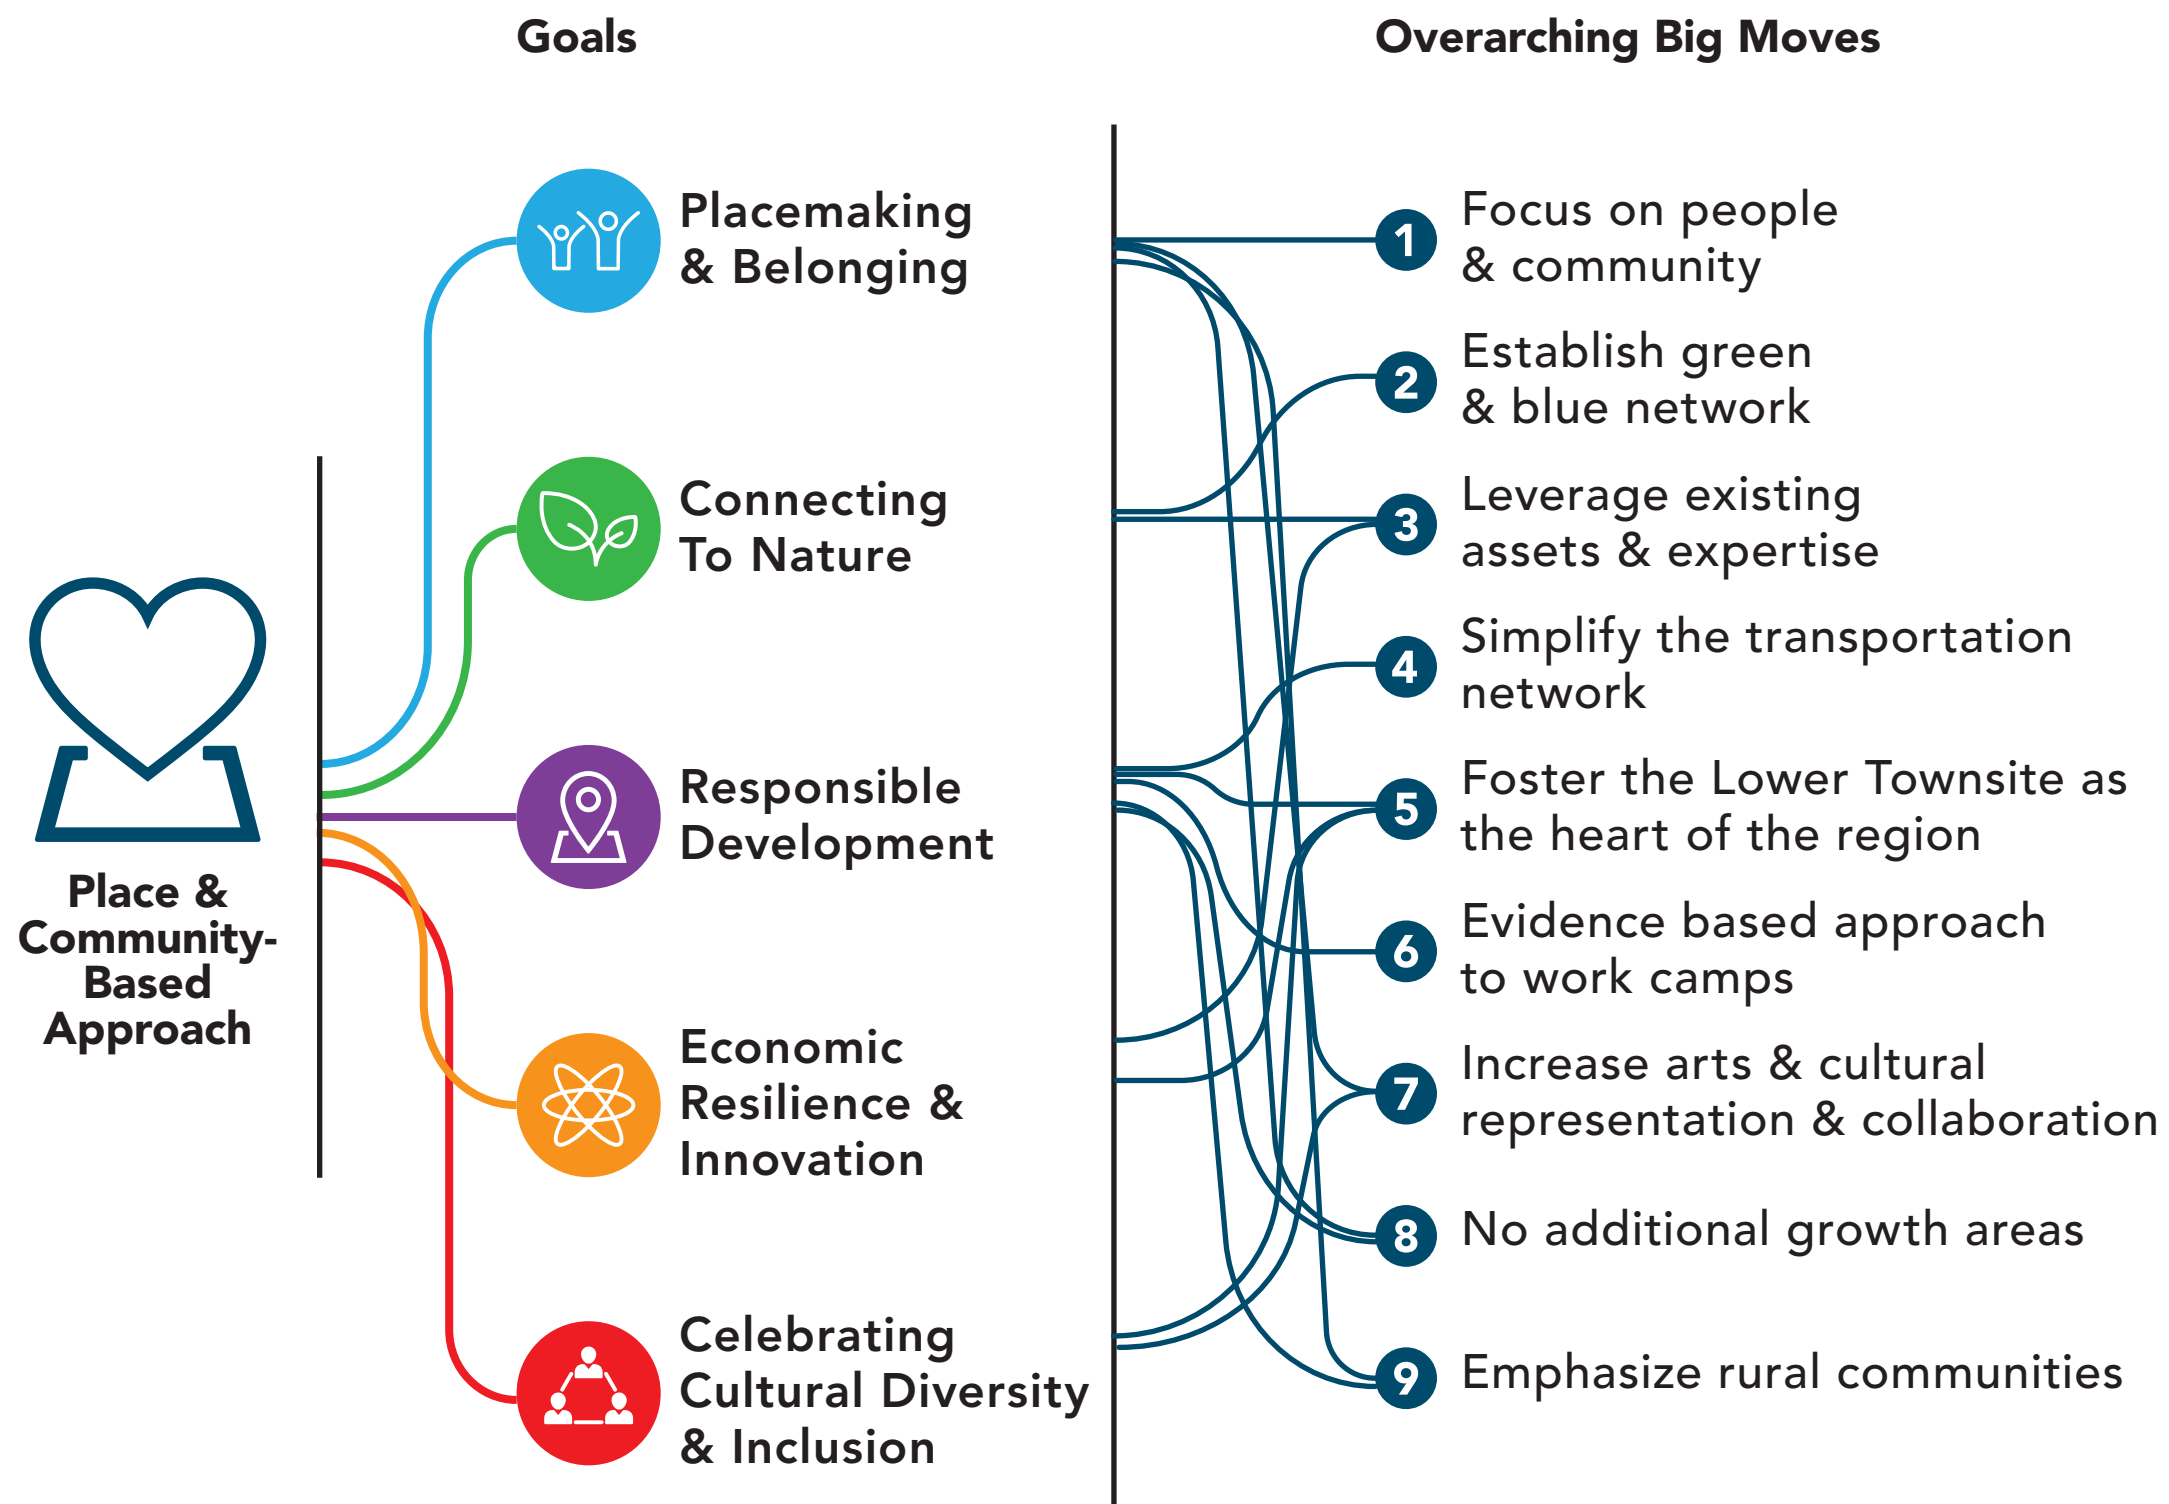 Goals
Overarching Big Moves
Place &
Community-
Based
Approach
Placemaking
& Belonging
Connecting
To Nature
Responsible
Development
Economic
Resilience &
Innovation
Celebrating
Cultural Diversity
& Inclusion
1 Focus on people
& community
2 Establish green
& blue network
3 Leverage existing
assets & expertise
4 Simplify the transportation
network
5 Foster the Lower Townsite as
the heart of the region
6 Evidence based approach
to work camps
7 Increase arts & cultural
representation & collaboration
8 No additional growth areas
9 Emphasize rural communities